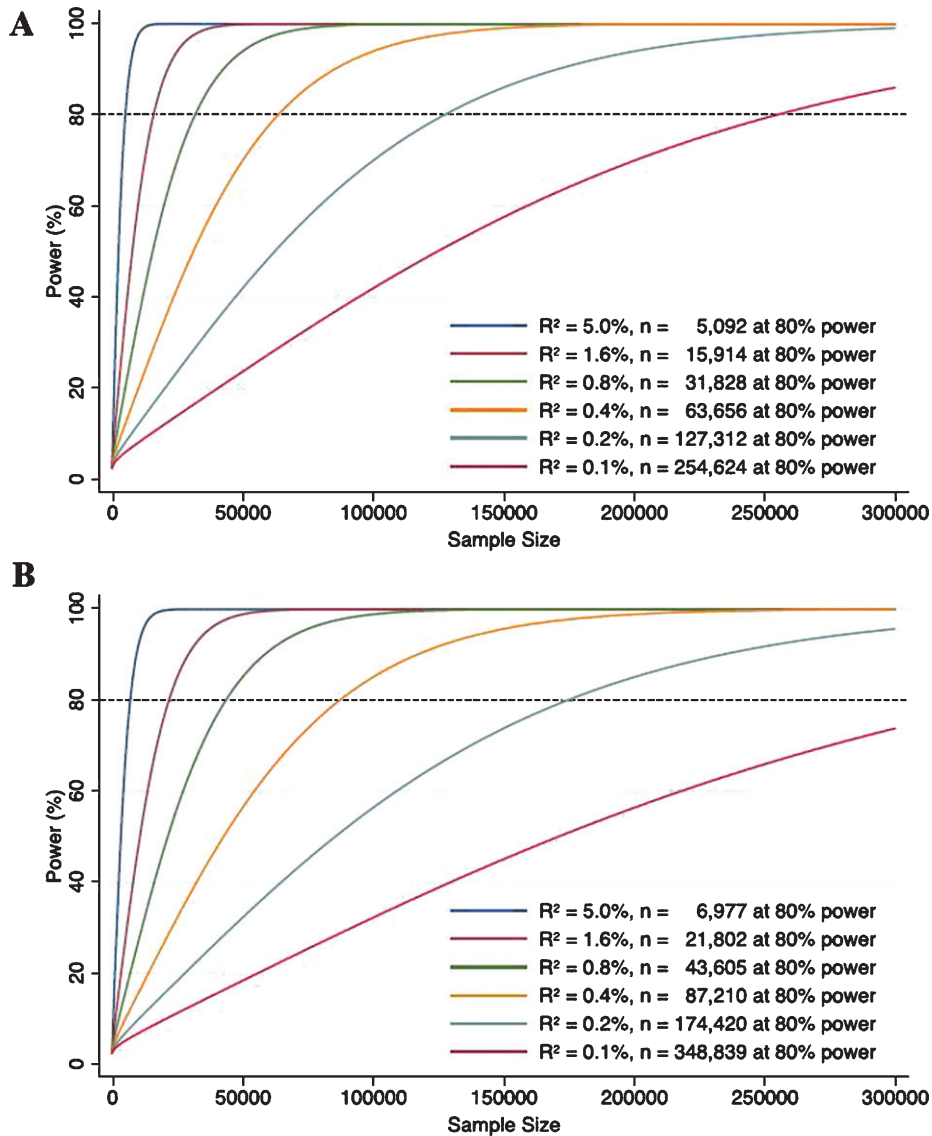 A
100
80
60
40
20
0
Power (%)
R² = 5.0%, n = 5,092 at 80% power
R² = 1.6%, n = 15,914 at 80% power
R² = 0.8%, n = 31,828 at 80% power
R² = 0.4%, n = 63,656 at 80% power
R² = 0.2%, n = 127,312 at 80% power
R² = 0.1%, n = 254,624 at 80% power
0 50000 100000 150000 200000 250000 300000
Sample Size
B
100
80
60
40
20
0
Power (%)
R² = 5.0%, n = 6,977 at 80% power
R² = 1.6%, n = 21,802 at 80% power
R² = 0.8%, n = 43,605 at 80% power
R² = 0.4%, n = 87,210 at 80% power
R² = 0.2%, n = 174,420 at 80% power
R² = 0.1%, n = 348,839 at 80% power
0 50000 100000 150000 200000 250000 300000
Sample Size